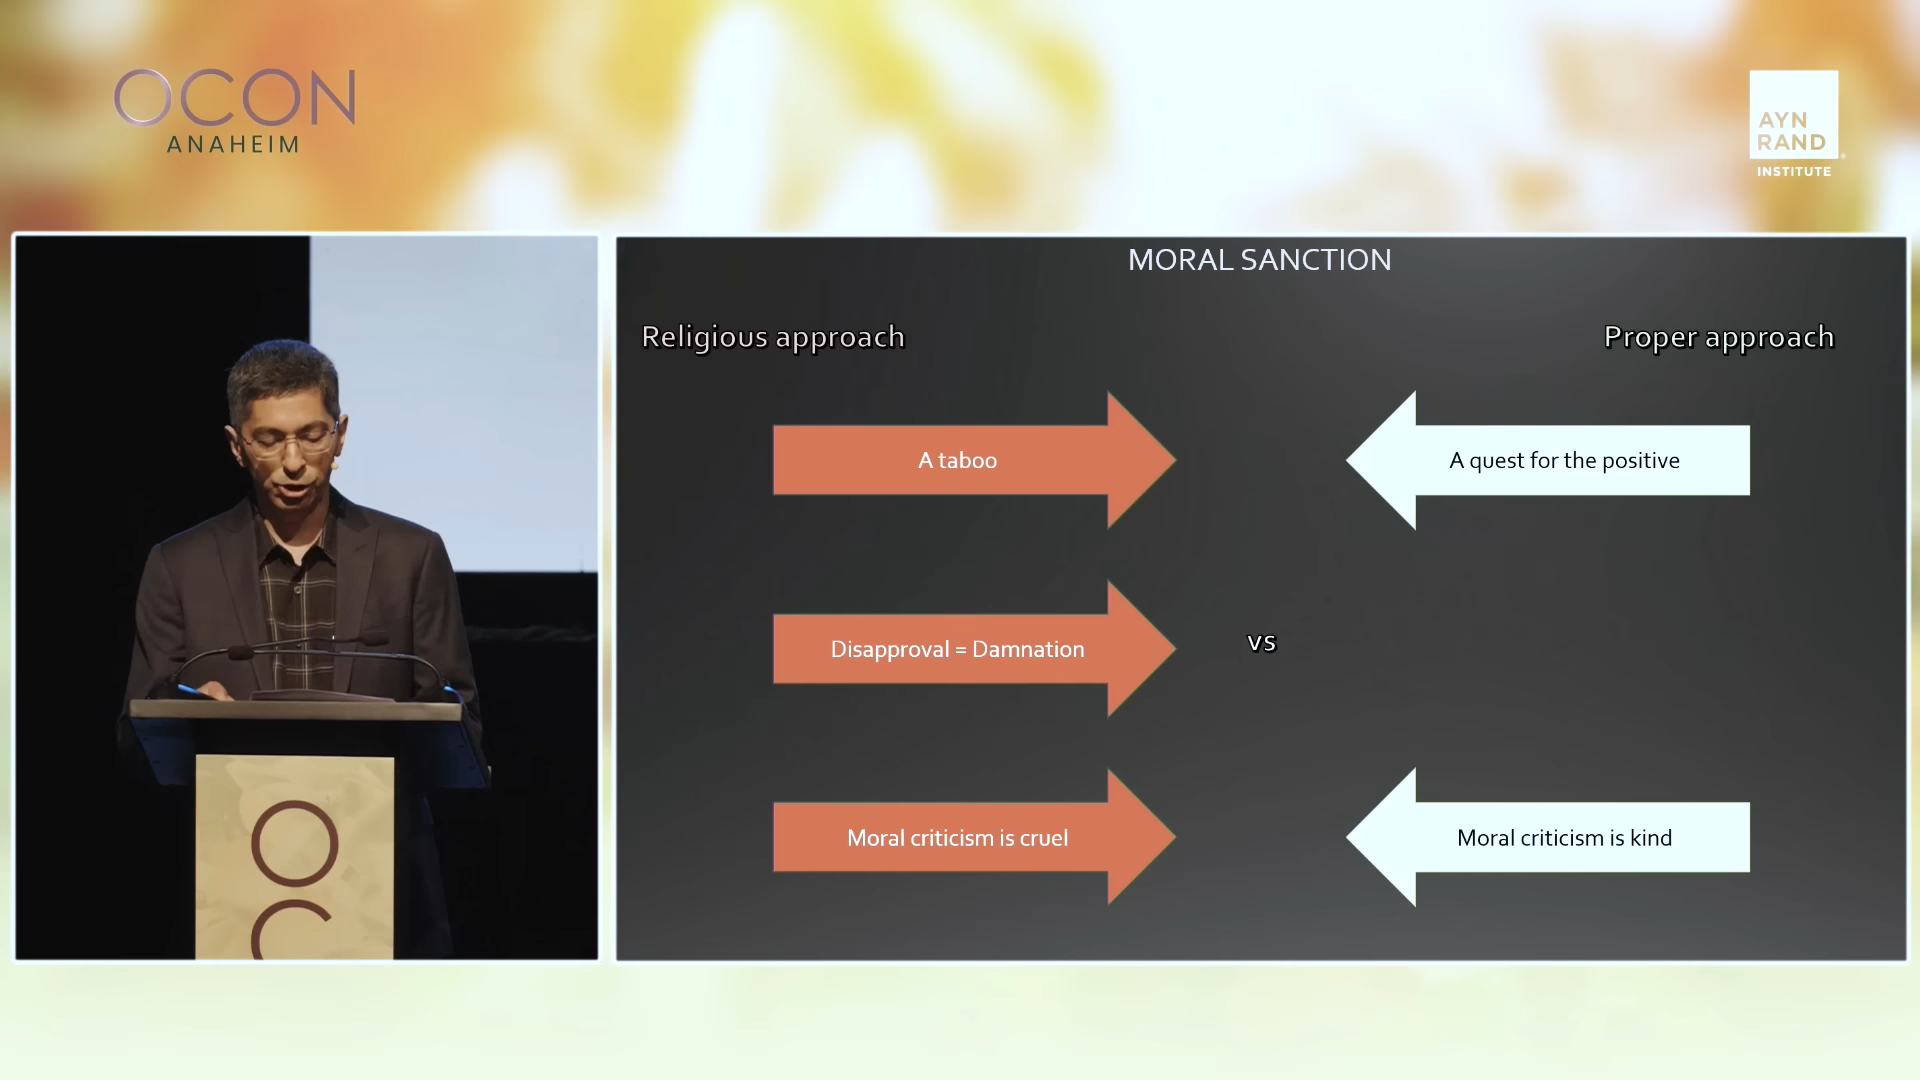 OCON
ANAHEIM
AYN
RAND
INSTITUTE
MORAL SANCTION
Religious approach
Proper approach
A taboo
A quest for the positive
Disapproval = Damnation
vs
Moral criticism is cruel
Moral criticism is kind
O
C